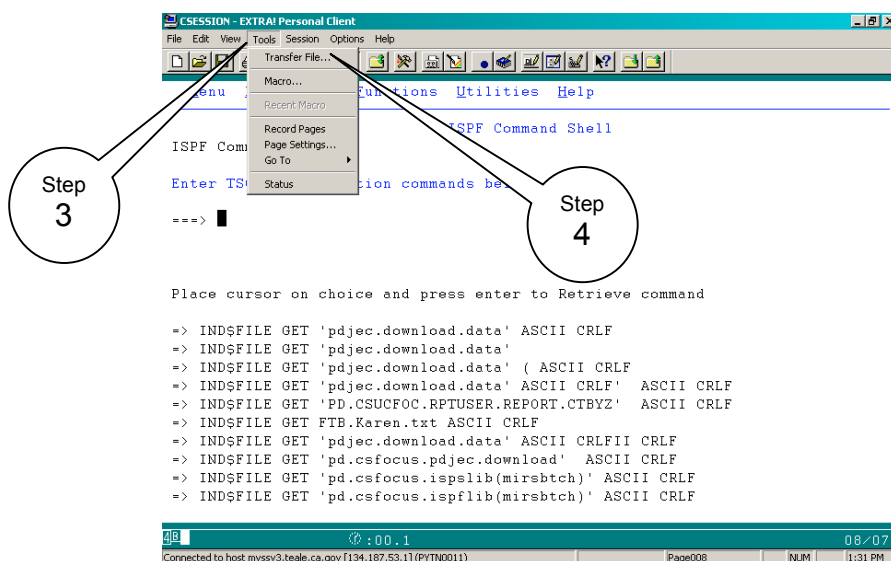 CSESSION - EXTRA! Personal Client
File Edit View Tools Session Options Help
Transfer File...
Macro...
Recent Macro
Record Pages
Page Settings...
Go To
Status
enu Functions Utilities Help
ISPF Command Shell
ISPF Com
Enter TS tion commands be
===>
Step
3
Step
4
Place cursor on choice and press enter to Retrieve command
=> IND$FILE GET 'pdjec.download.data' ASCII CRLF
=> IND$FILE GET 'pdjec.download.data'
=> IND$FILE GET 'pdjec.download.data' ( ASCII CRLF
=> IND$FILE GET 'pdjec.download.data' ASCII CRLF' ASCII CRLF
=> IND$FILE GET 'PD.CSUCFOC.RPTUSER.REPORT.CTBYZ' ASCII CRLF
=> IND$FILE GET FTB.Karen.txt ASCII CRLF
=> IND$FILE GET 'pdjec.download.data' ASCII CRLFII CRLF
=> IND$FILE GET 'pd.csfocus.pdjec.download' ASCII CRLF
=> IND$FILE GET 'pd.csfocus.ispslib(mirsbtch)' ASCII CRLF
=> IND$FILE GET 'pd.csfocus.ispflib(mirsbtch)' ASCII CRLF
4B :00.1 08/07
Connected to host myssy3.teale.ca.gov [134.187.53.1] (PYTN0011) Page008 NUM 1:31 PM